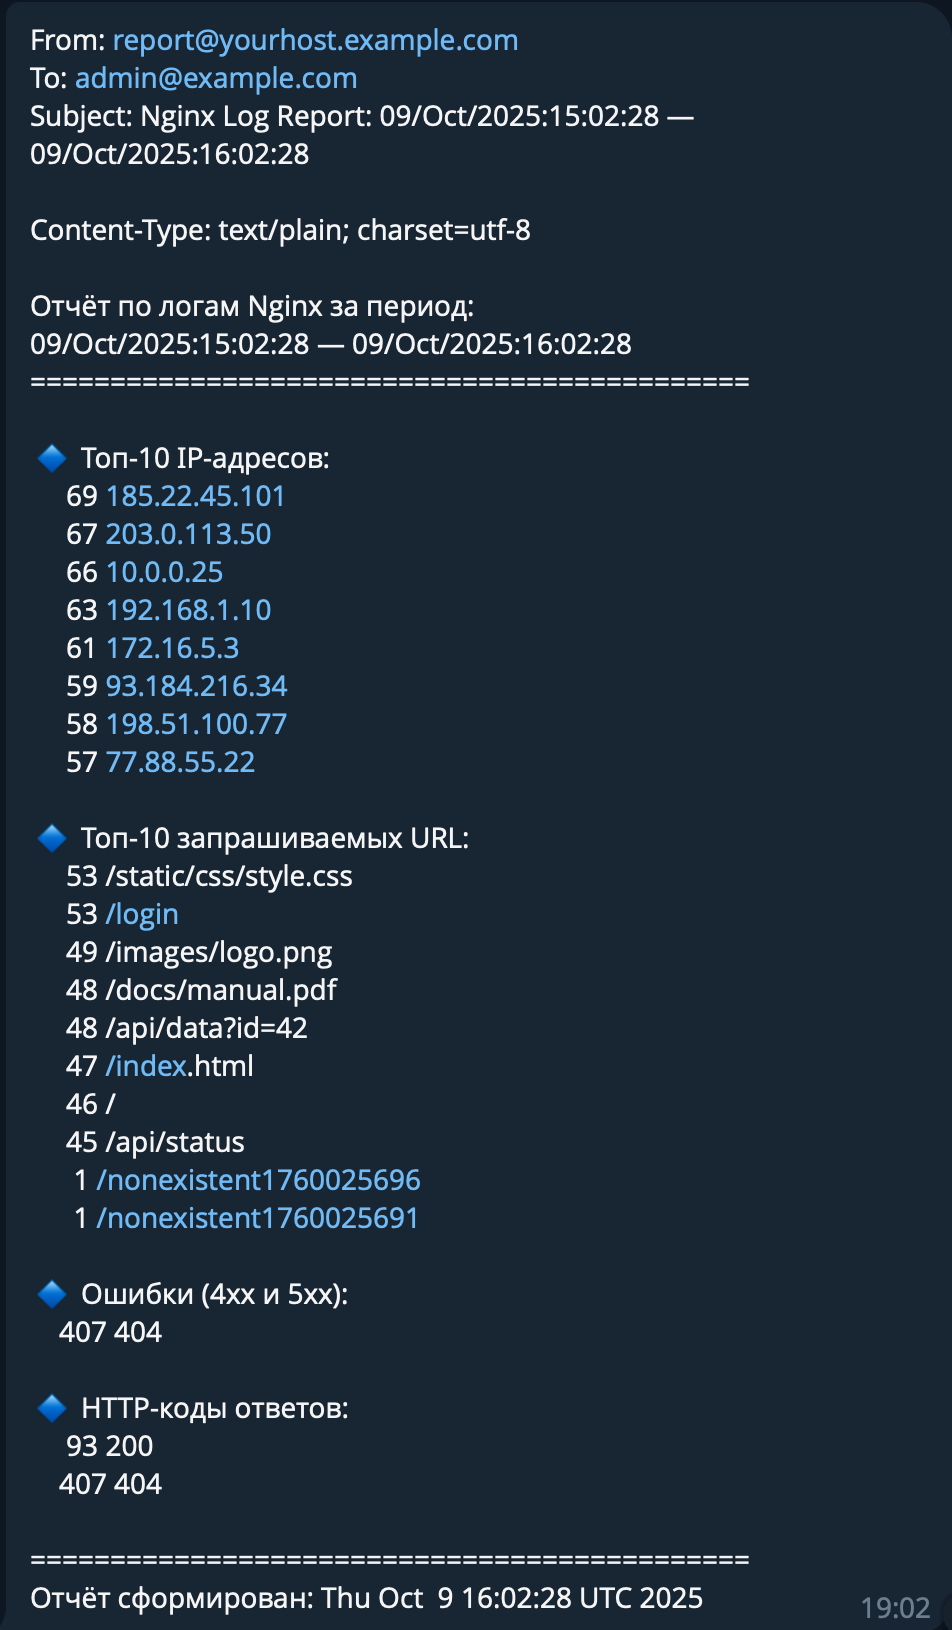 From: report@yourhost.example.com
To: admin@example.com
Subject: Nginx Log Report: 09/Oct/2025:15:02:28 —
09/Oct/2025:16:02:28
Content-Type: text/plain; charset=utf-8
Отчёт по логам Nginx за период:
09/Oct/2025:15:02:28 — 09/Oct/2025:16:02:28
=============================================
🔷 Топ-10 IP-адресов:
69 185.22.45.101
67 203.0.113.50
66 10.0.0.25
63 192.168.1.10
61 172.16.5.3
59 93.184.216.34
58 198.51.100.77
57 77.88.55.22
🔷 Топ-10 запрашиваемых URL:
53 /static/css/style.css
53 /login
49 /images/logo.png
48 /docs/manual.pdf
48 /api/data?id=42
47 /index.html
46 /
45 /api/status
1 /nonexistent1760025696
1 /nonexistent1760025691
🔷 Ошибки (4xx и 5xx):
407 404
🔷 HTTP-коды ответов:
93 200
407 404
=============================================
Отчёт сформирован: Thu Oct  9 16:02:28 UTC 2025
19:02